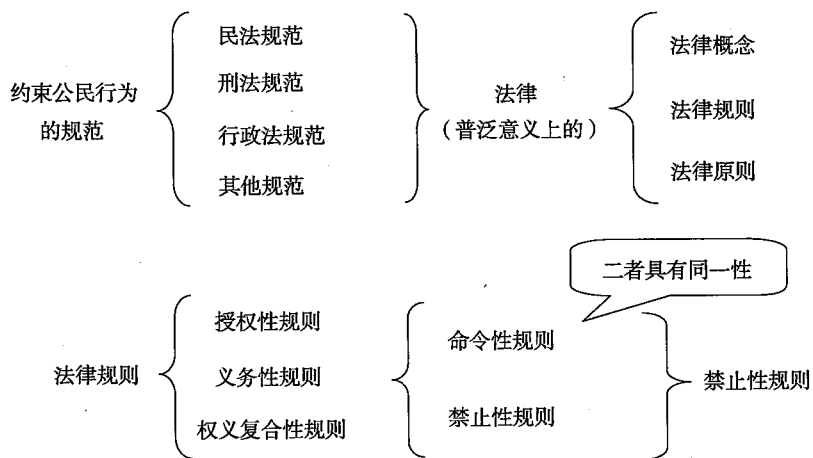 民法规范
刑法规范
行政法规范
其他规范
约束公民行为
的规范
法律
（普泛意义上的）
法律概念
法律规则
法律原则
二者具有同一性
法律规则
授权性规则
义务性规则
权义复合性规则
命令性规则
禁止性规则
禁止性规则